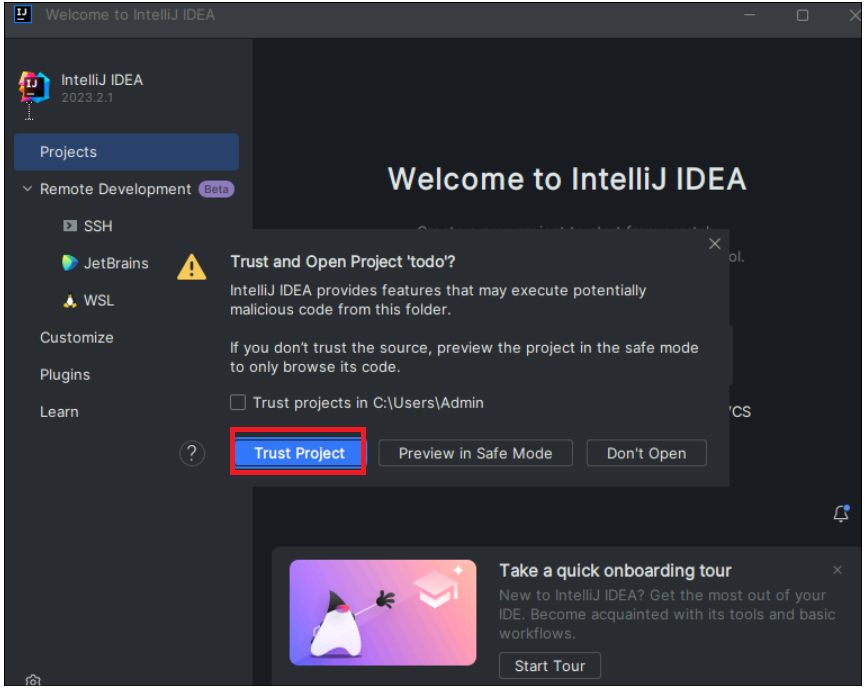 Welcome to IntelliJ IDEA
IntelliJ IDEA
2023.2.1
Projects
Remote Development Beta
SSH
JetBrains
WSL
Customize
Plugins
Learn
Welcome to IntelliJ IDEA
ol.
Trust and Open Project 'todo'?
IntelliJ IDEA provides features that may execute potentially
malicious code from this folder.
If you don’t trust the source, preview the project in the safe mode
to only browse its code.
Trust projects in C:\Users\Admin
? Trust Project Preview in Safe Mode Don't Open
CS
Take a quick onboarding tour
New to IntelliJ IDEA? Get the most out of your
IDE. Become acquainted with its tools and basic
workflows.
Start Tour